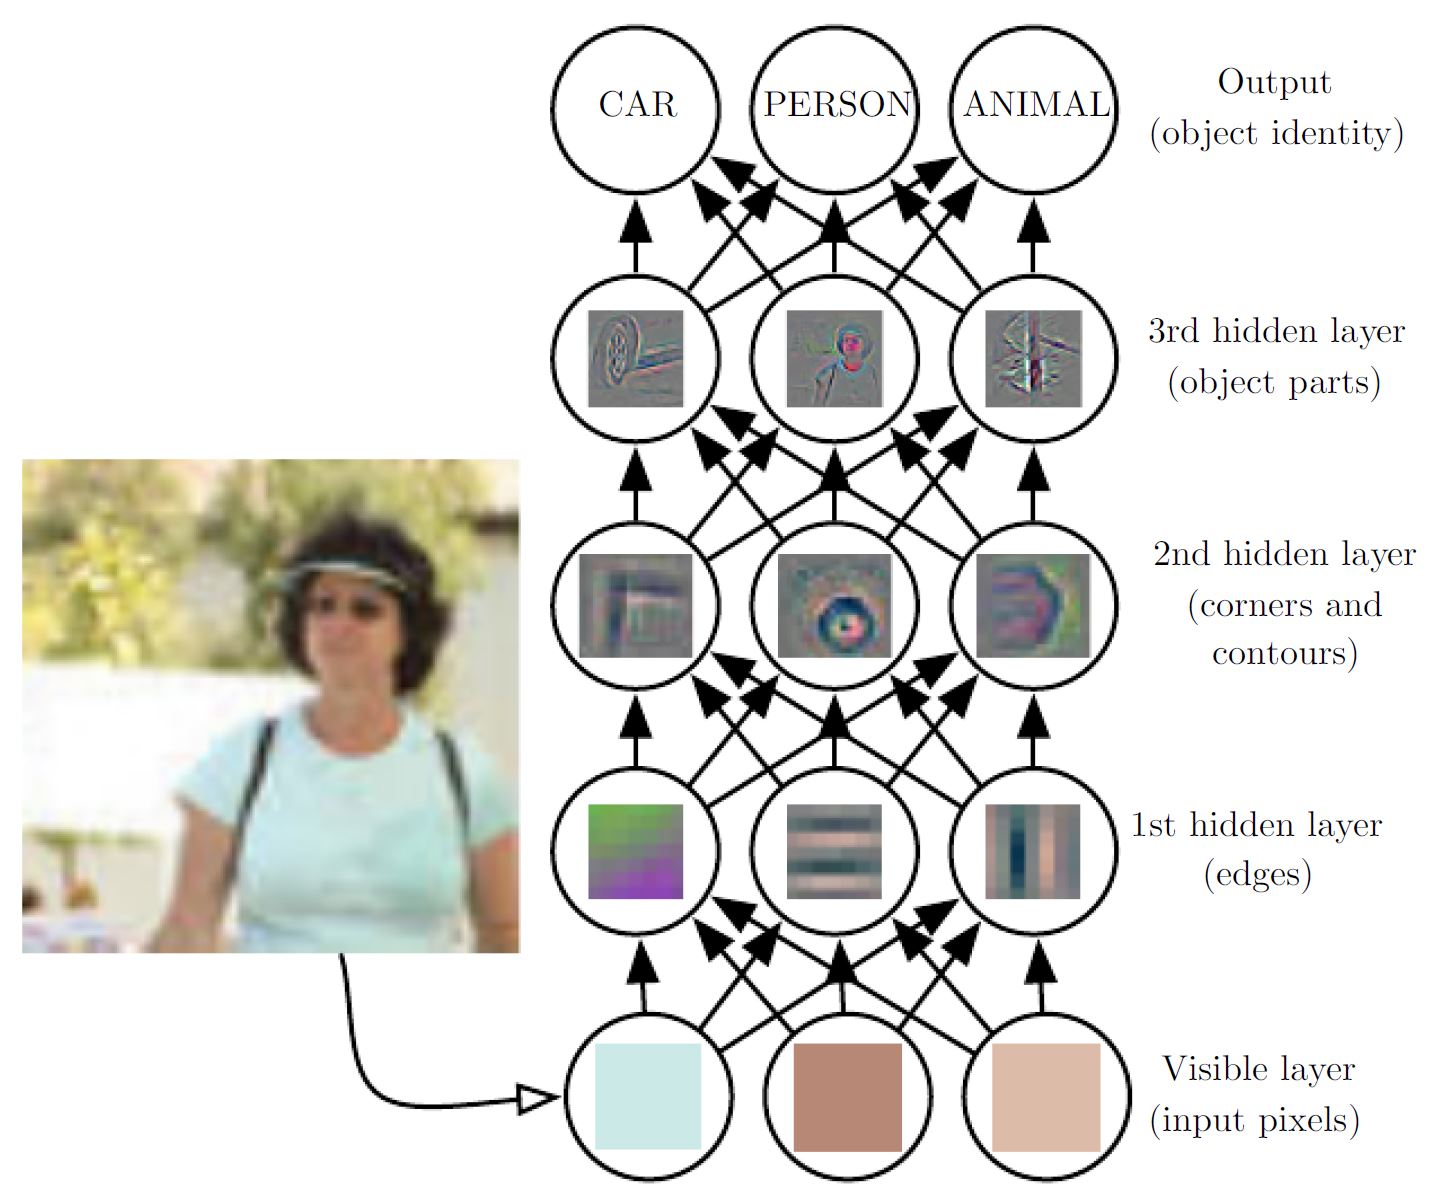 CAR PERSON ANIMAL
Output
(object identity)
3rd hidden layer
(object parts)
2nd hidden layer
(corners and
contours)
1st hidden layer
(edges)
Visible layer
(input pixels)